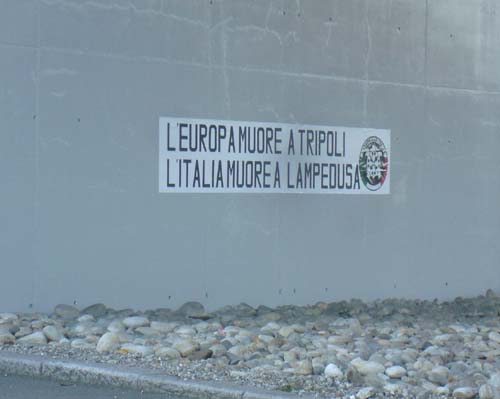 L'EUROPA MUORE A TRIPOLI
L'ITALIA MUORE A LAMPEDUSA